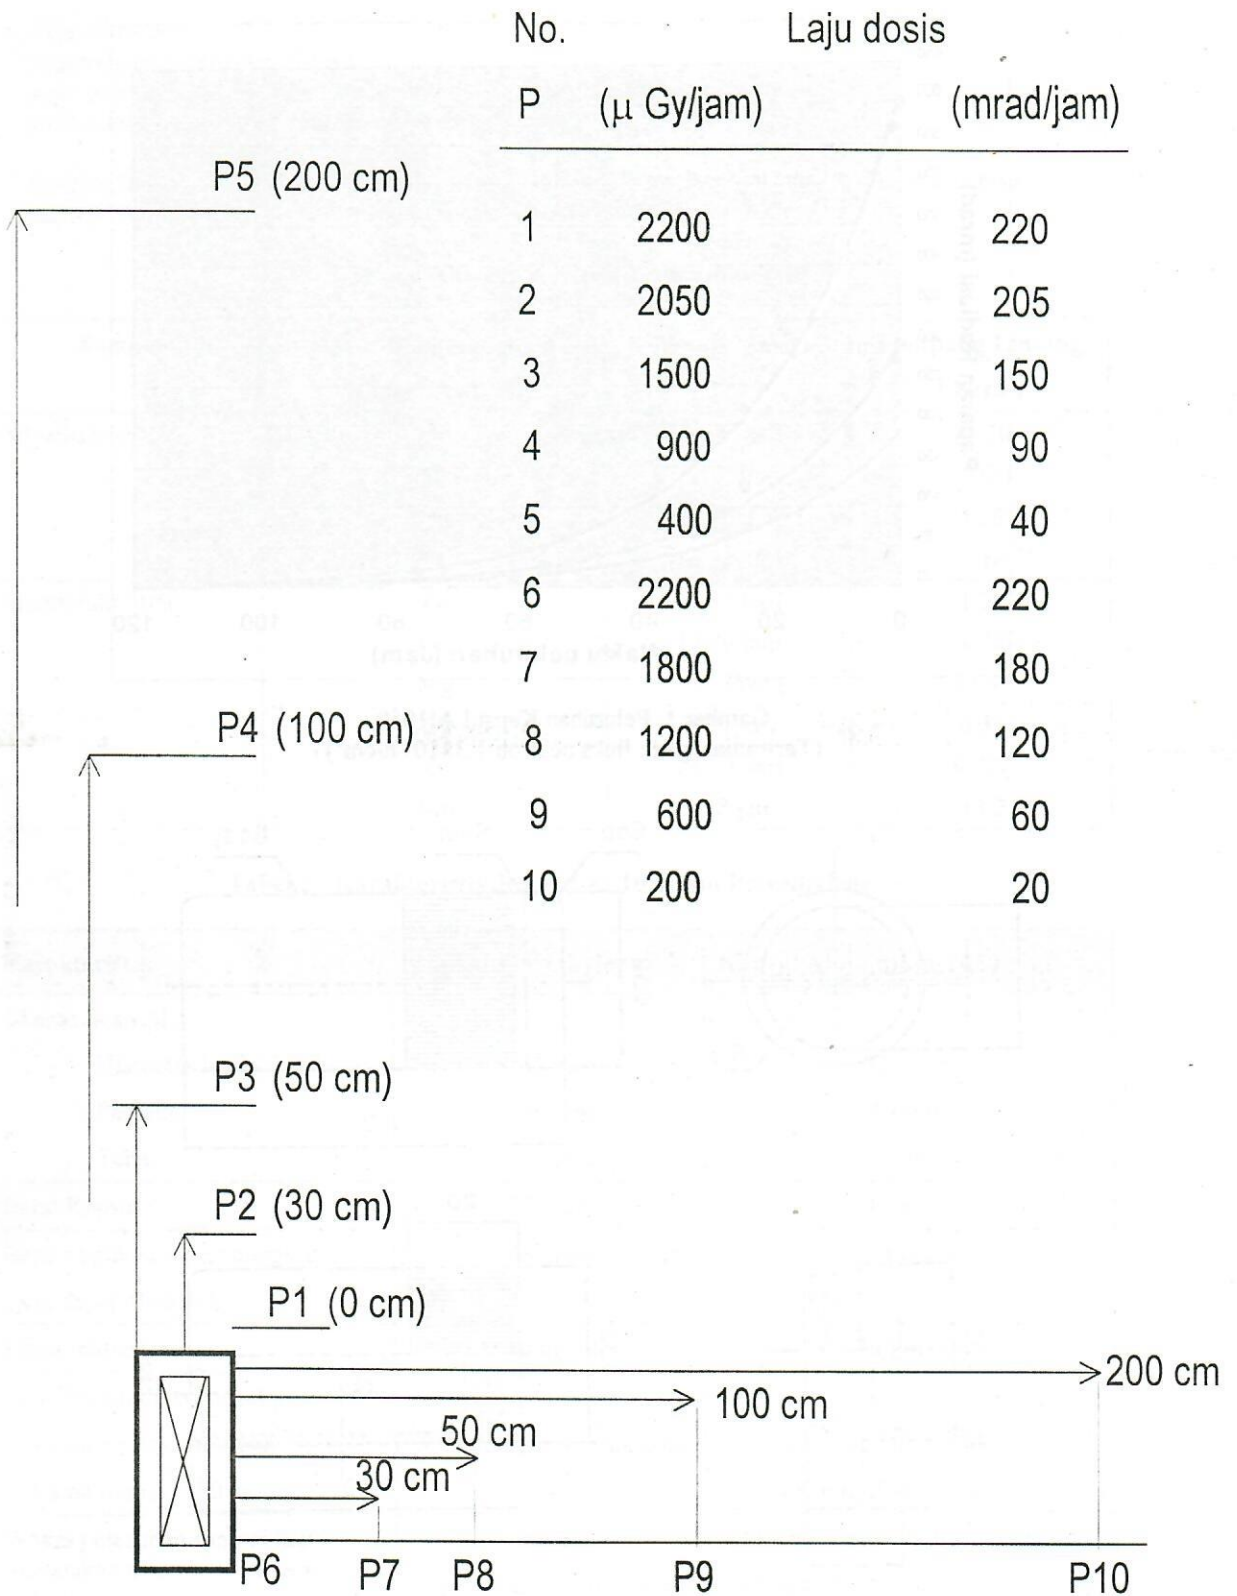 No. Laju dosis
P (µ Gy/jam) (mrad/jam)
P5 (200 cm)
1 2200 220
2 2050 205
3 1500 150
4 900 90
5 400 40
6 2200 220
7 1800 180
P4 (100 cm)
8 1200 120
9 600 60
10 200 20
P3 (50 cm)
P2 (30 cm)
P1 (0 cm)
200 cm
100 cm
50 cm
30 cm
P6 P7 P8 P9 P10